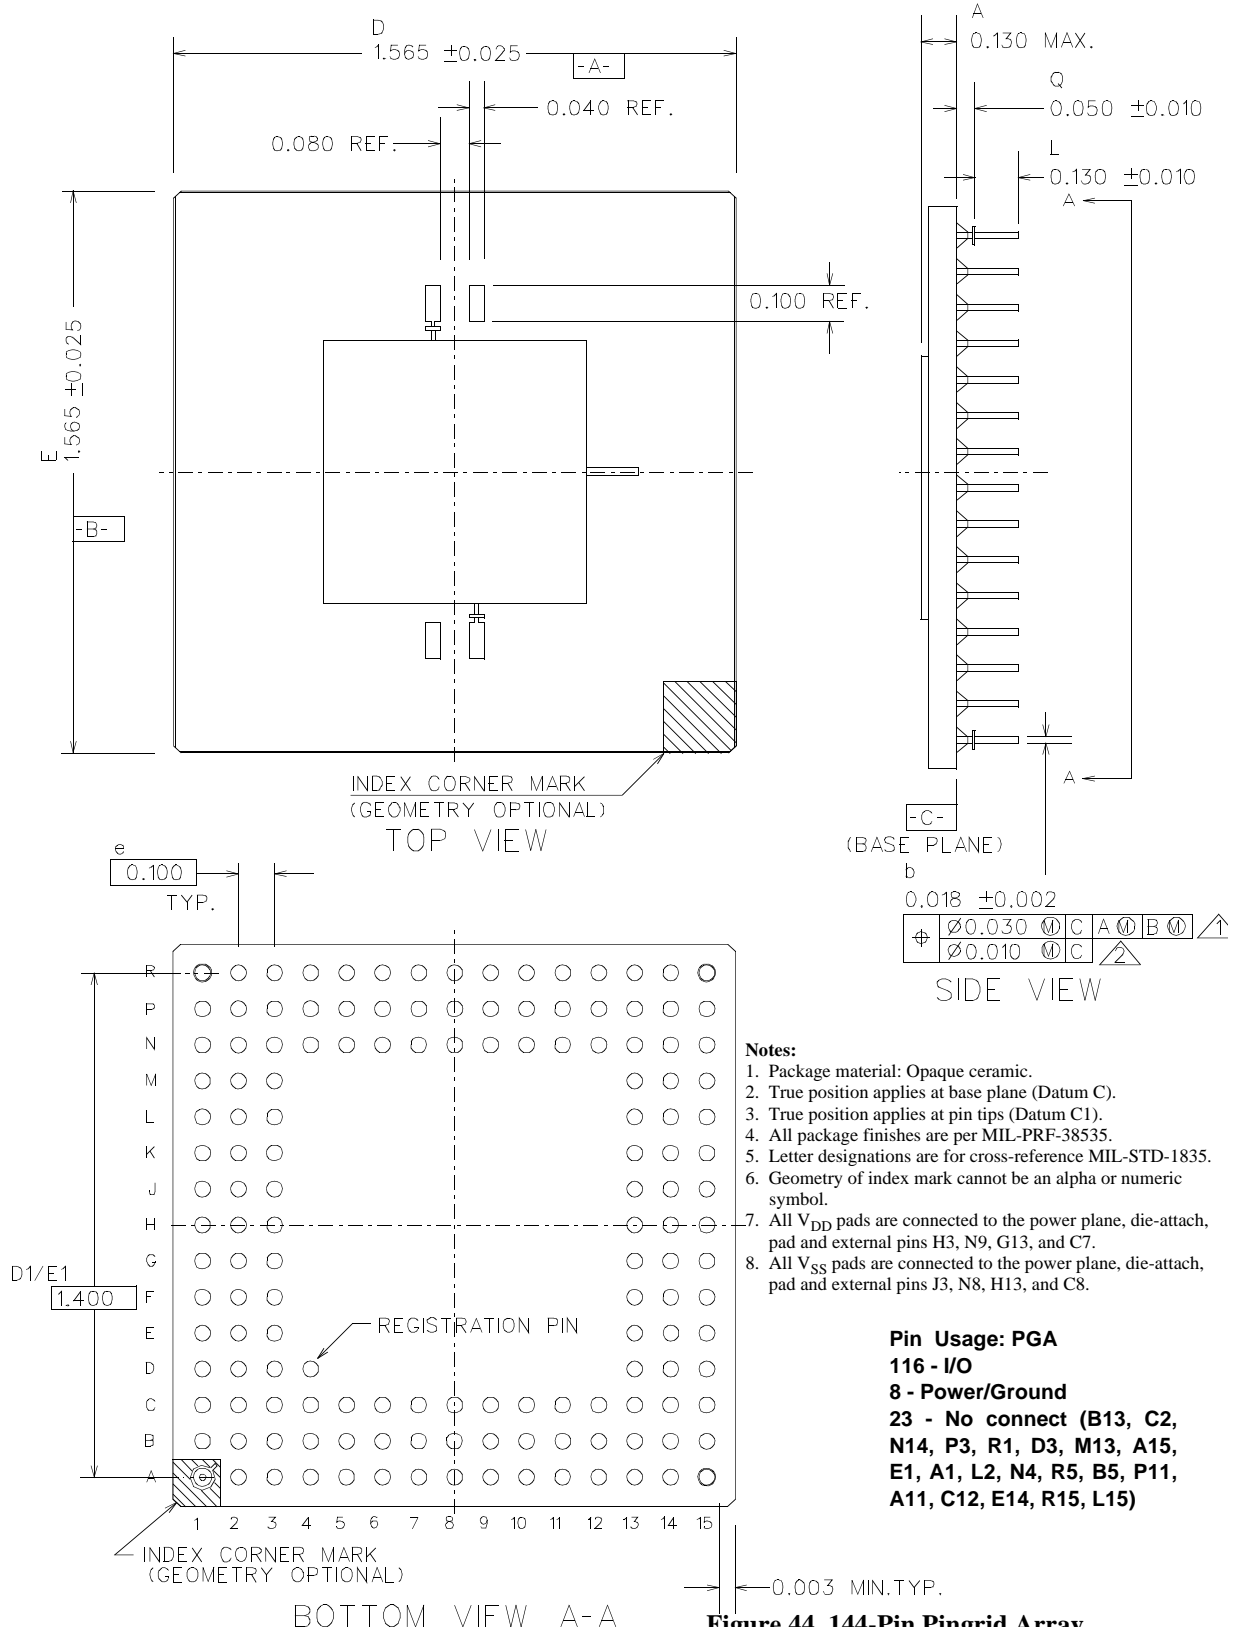 D
1.565 ±0.025
-A-
0.040 REF.
0.080 REF.
0.100 REF.
E
1.565 ±0.025
-B-
INDEX CORNER MARK
(GEOMETRY OPTIONAL)
TOP VIEW
A
0.130 MAX.
Q
0.050 ±0.010
L
0.130 ±0.010
A
A
-C-
(BASE PLANE)
b
0.018 ±0.002
⌖ Ø0.030 Ⓜ C A Ⓜ B Ⓜ 1
Ø0.010 Ⓜ C 2
SIDE VIEW
e
0.100
TYP.
R
P
N
M
L
K
J
H
G
F
E
D
C
B
A
D1/E1
1.400
REGISTRATION PIN
1 2 3 4 5 6 7 8 9 10 11 12 13 14 15
INDEX CORNER MARK
(GEOMETRY OPTIONAL)
0.003 MIN.TYP.
BOTTOM VIEW A-A
Notes:
1. Package material: Opaque ceramic.
2. True position applies at base plane (Datum C).
3. True position applies at pin tips (Datum C1).
4. All package finishes are per MIL-PRF-38535.
5. Letter designations are for cross-reference MIL-STD-1835.
6. Geometry of index mark cannot be an alpha or numeric
symbol.
7. All VDD pads are connected to the power plane, die-attach,
pad and external pins H3, N9, G13, and C7.
8. All VSS pads are connected to the power plane, die-attach,
pad and external pins J3, N8, H13, and C8.
Pin Usage: PGA
116 - I/O
8 - Power/Ground
23 - No connect (B13, C2,
N14, P3, R1, D3, M13, A15,
E1, A1, L2, N4, R5, B5, P11,
A11, C12, E14, R15, L15)
Figure 44. 144-Pin Pingrid Array